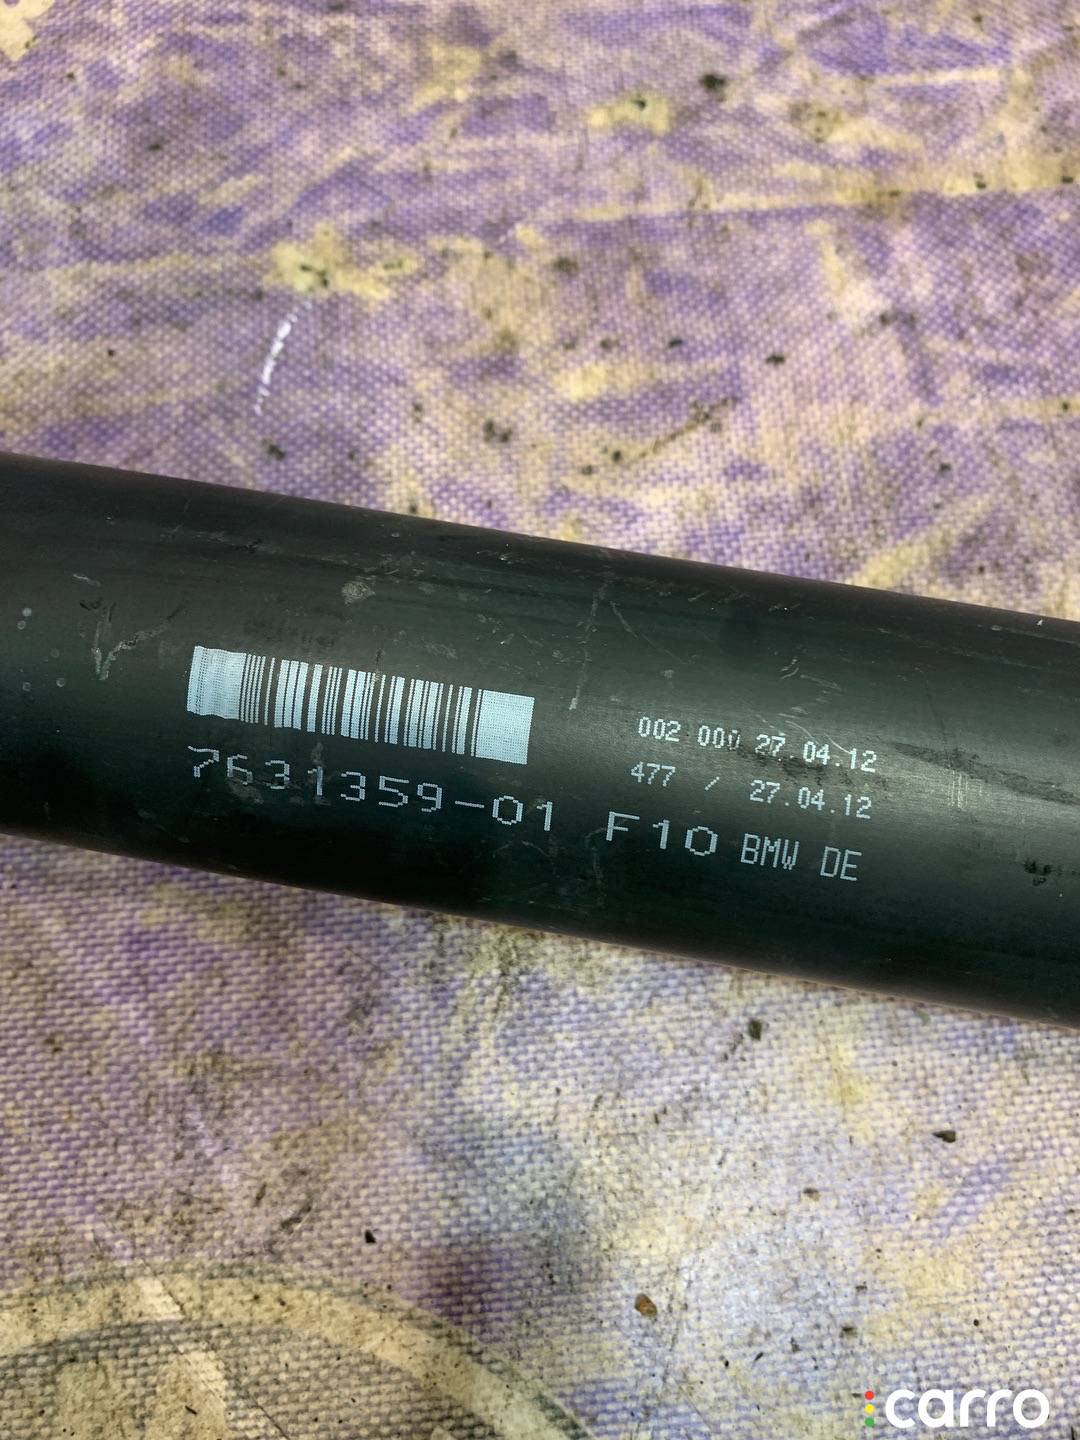 002 000 27.04.12
477 / 27.04.12
7631359-01 F10 BMW DE
carro